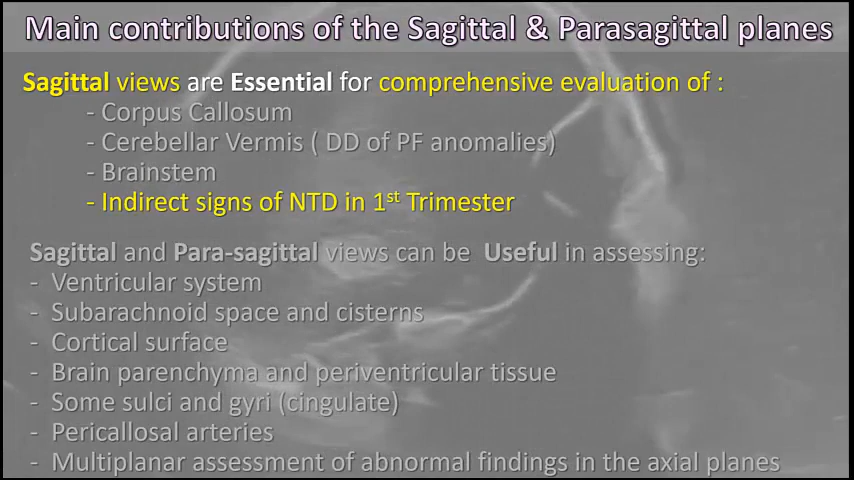 Main contributions of the Sagittal & Parasagittal planes
Sagittal views are Essential for comprehensive evaluation of :
- Corpus Callosum
- Cerebellar Vermis ( DD of PF anomalies)
- Brainstem
- Indirect signs of NTD in 1st Trimester
Sagittal and Para-sagittal views can be Useful in assessing:
- Ventricular system
- Subarachnoid space and cisterns
- Cortical surface
- Brain parenchyma and periventricular tissue
- Some sulci and gyri (cingulate)
- Pericallosal arteries
- Multiplanar assessment of abnormal findings in the axial planes